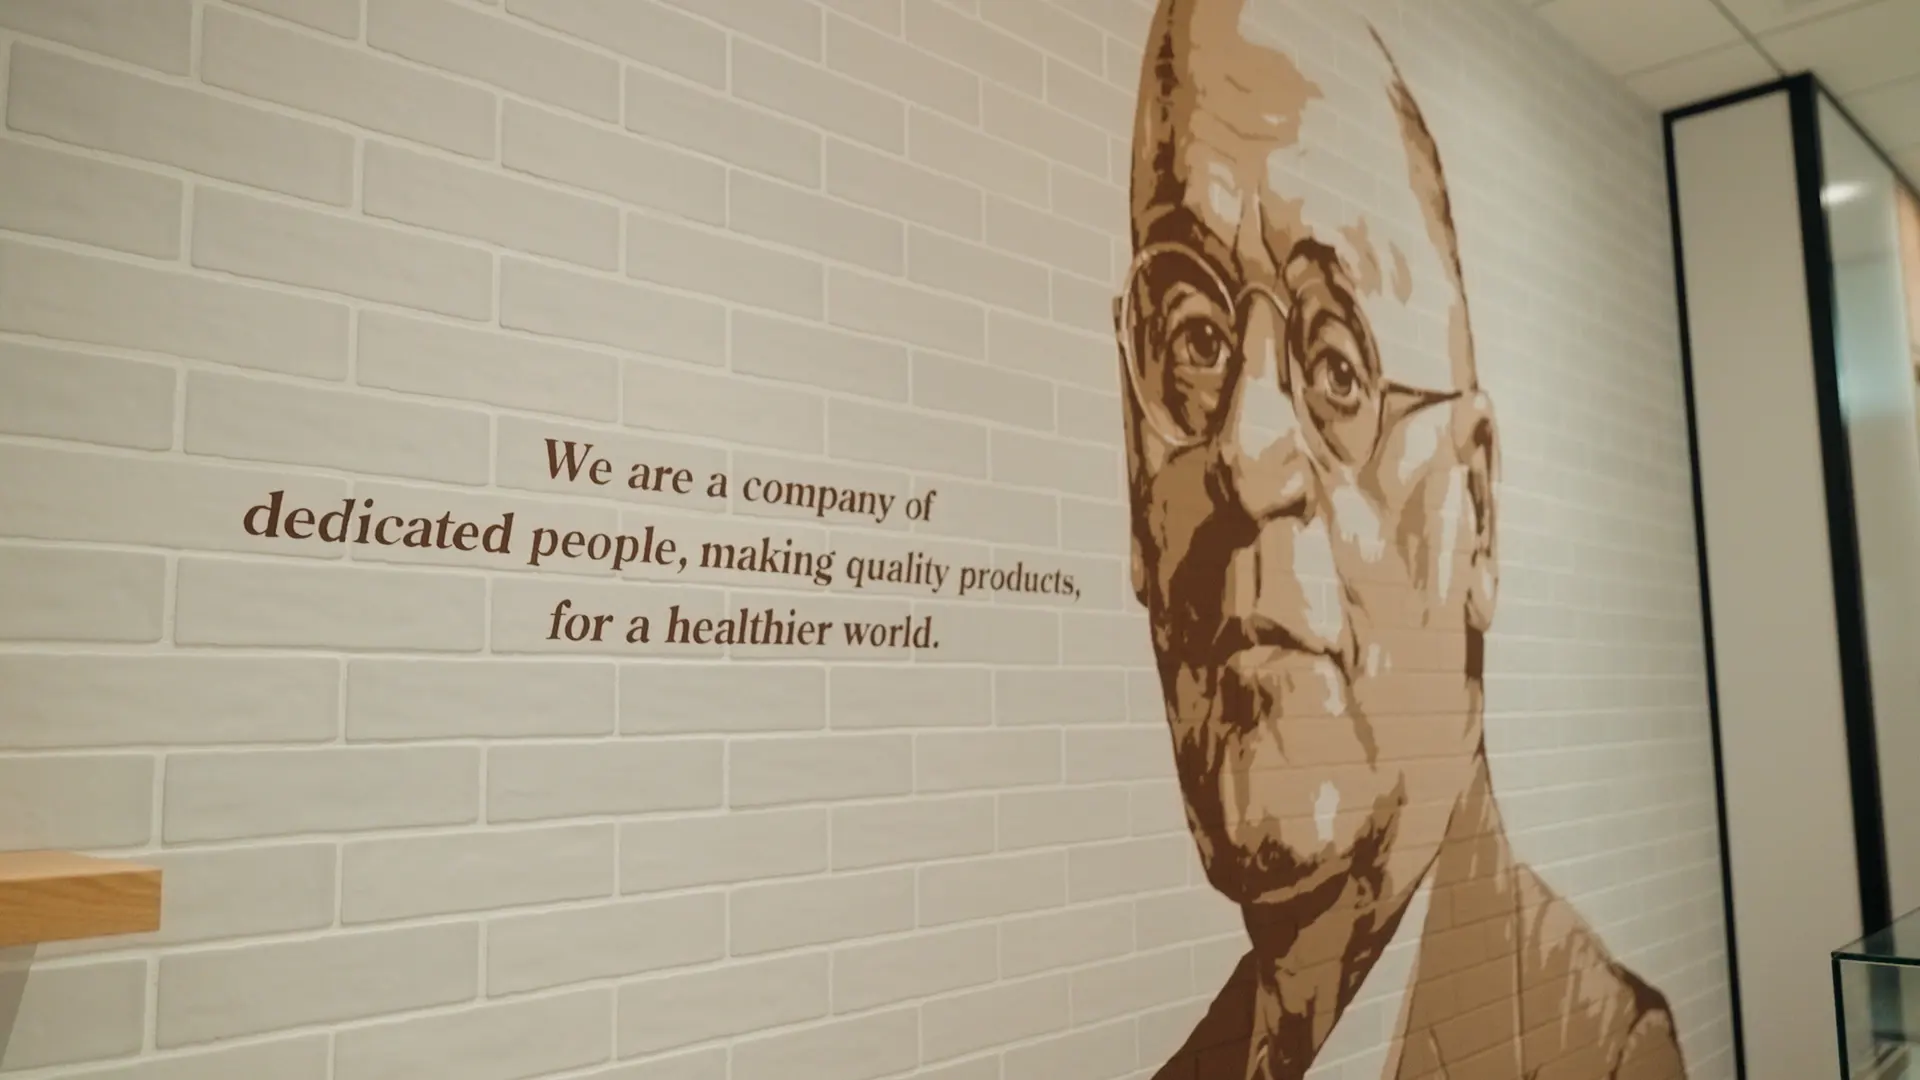 We are a company of
dedicated people, making quality products,
for a healthier world.